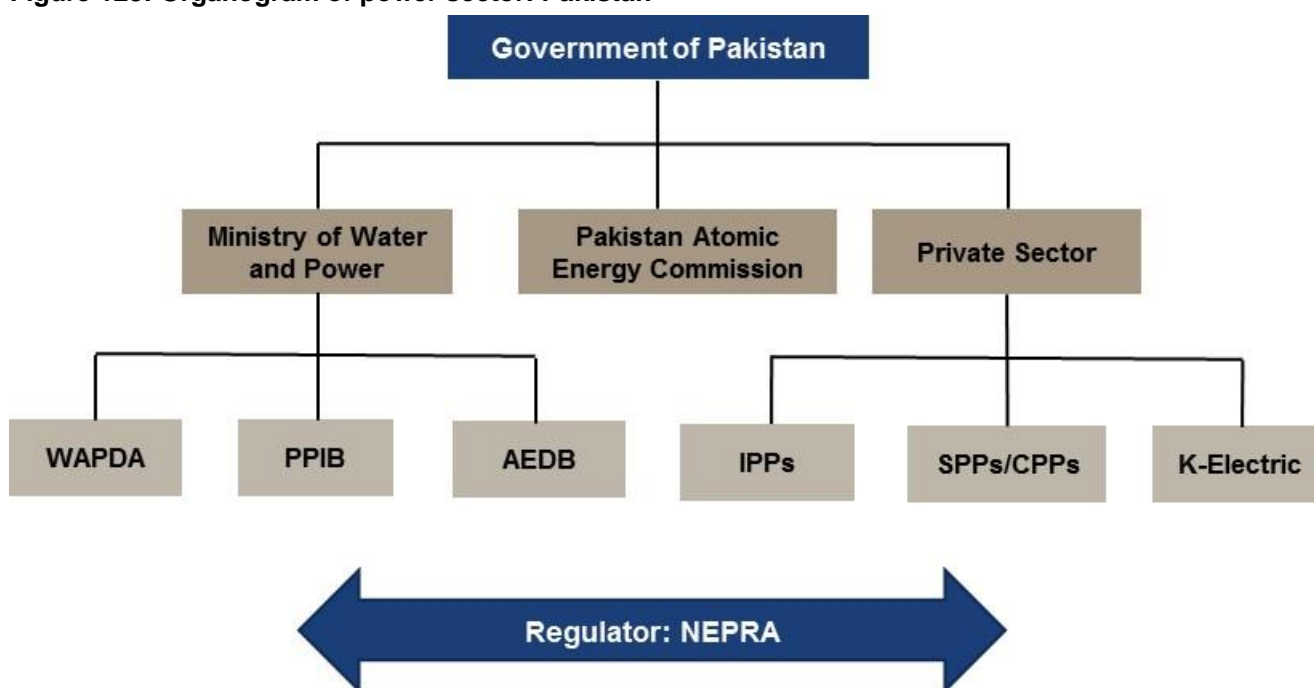 Government of Pakistan
Ministry of Water
and Power
Pakistan Atomic
Energy Commission
Private Sector
WAPDA
PPIB
AEDB
IPPs
SPPs/CPPs
K-Electric
Regulator: NEPRA